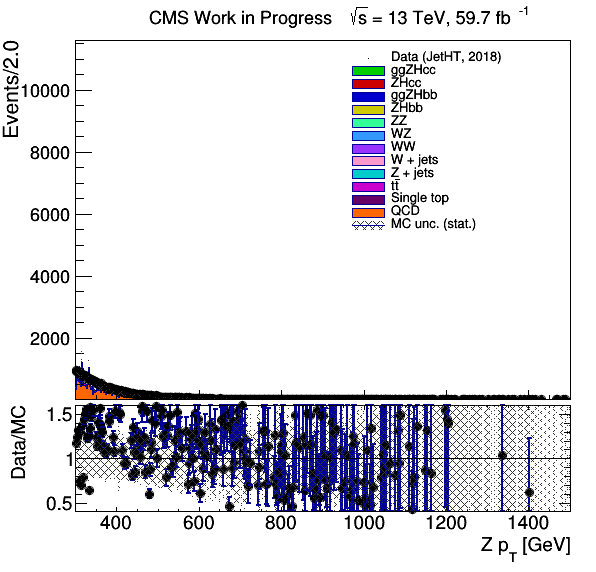 CMS Work in Progress √s = 13 TeV, 59.7 fb -1
Events/2.0
10000
8000
6000
4000
2000
Data (JetHT, 2018)
ggZHcc
ZHcc
ggZHbb
ZHbb
ZZ
WZ
WW
W + jets
Z + jets
tt̄
Single top
QCD
MC unc. (stat.)
Data/MC
1.5
1
0.5
400 600 800 1000 1200 1400
Z pT [GeV]